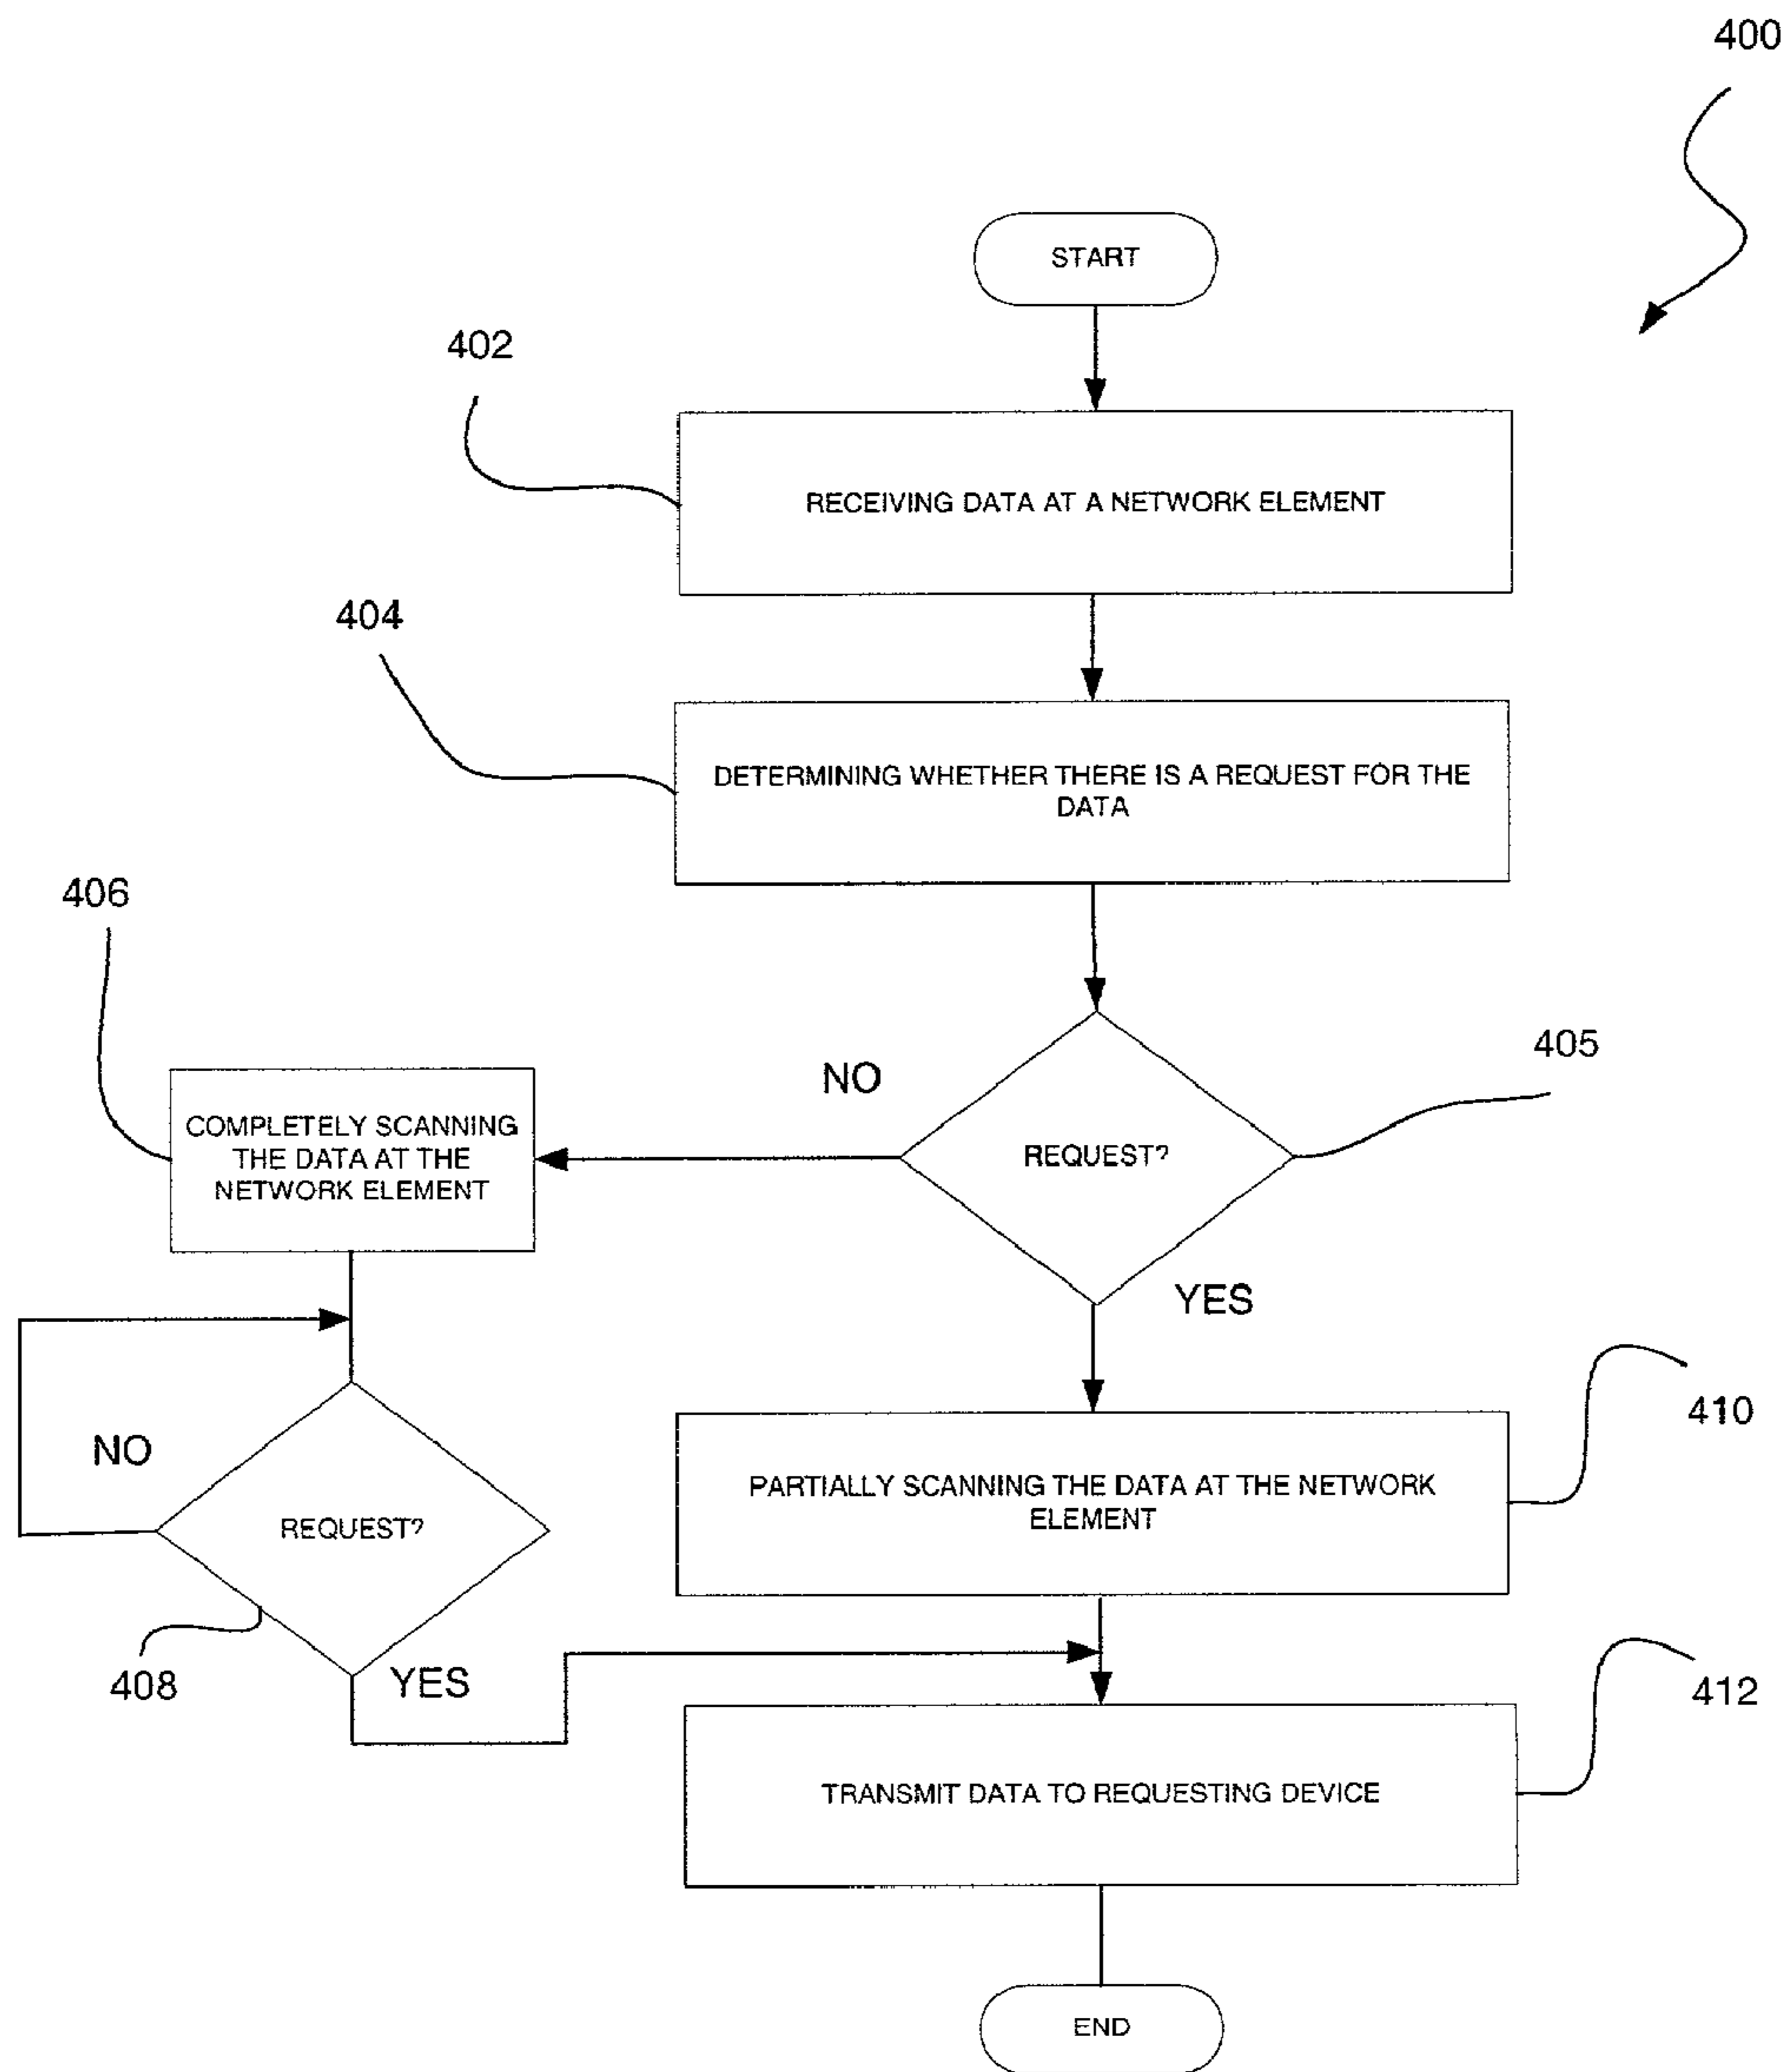 400
START
402
RECEIVING DATA AT A NETWORK ELEMENT
404
DETERMINING WHETHER THERE IS A REQUEST FOR THE
DATA
406
405
NO
COMPLETELY SCANNING
THE DATA AT THE
NETWORK ELEMENT
REQUEST?
YES
410
NO
PARTIALLY SCANNING THE DATA AT THE NETWORK
ELEMENT
REQUEST?
408
YES
412
TRANSMIT DATA TO REQUESTING DEVICE
END